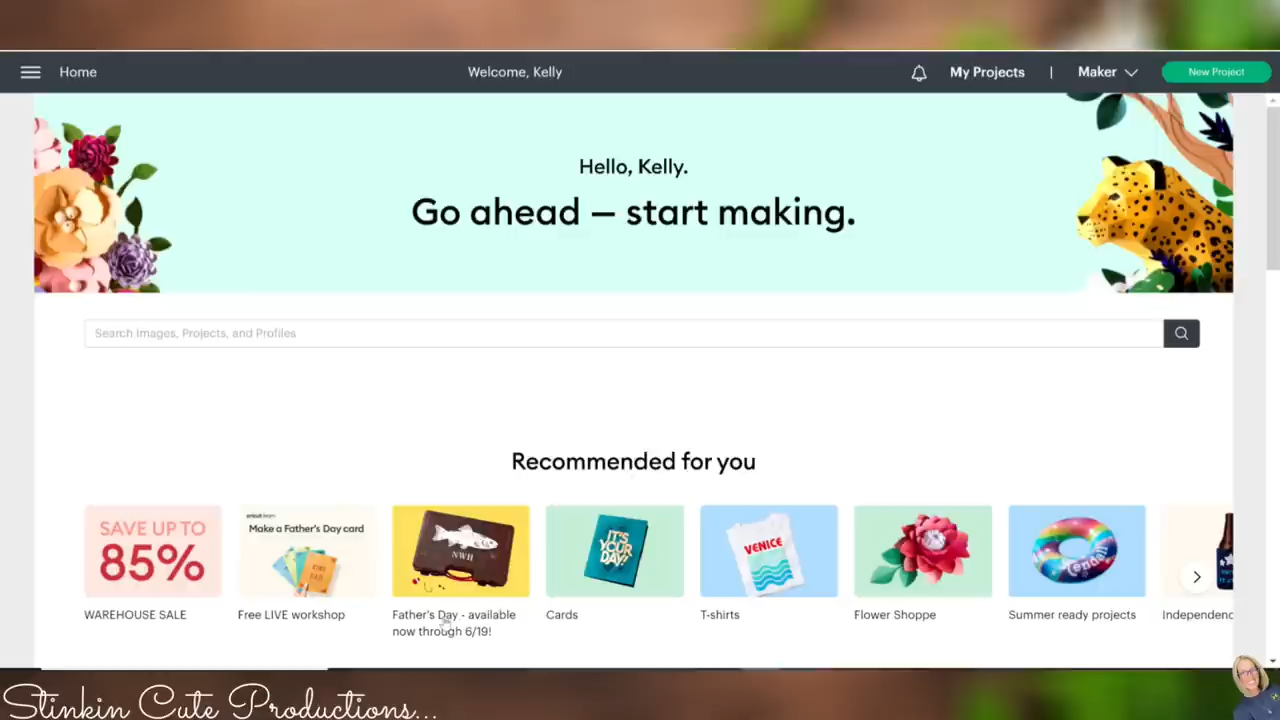 Home
Welcome, Kelly
My Projects | Maker
New Project
Hello, Kelly.
Go ahead – start making.
Search Images, Projects, and Profiles
Recommended for you
SAVE UP TO
85%
WAREHOUSE SALE
cricut learn
Make a Father's Day card
Free LIVE workshop
NWH
Father's Day - available
now through 6/19!
IT'S
YOUR
DAY!
Cards
VENICE
T-shirts
Flower Shoppe
Summer ready projects
Independenc
Stinkin Cute Productions...